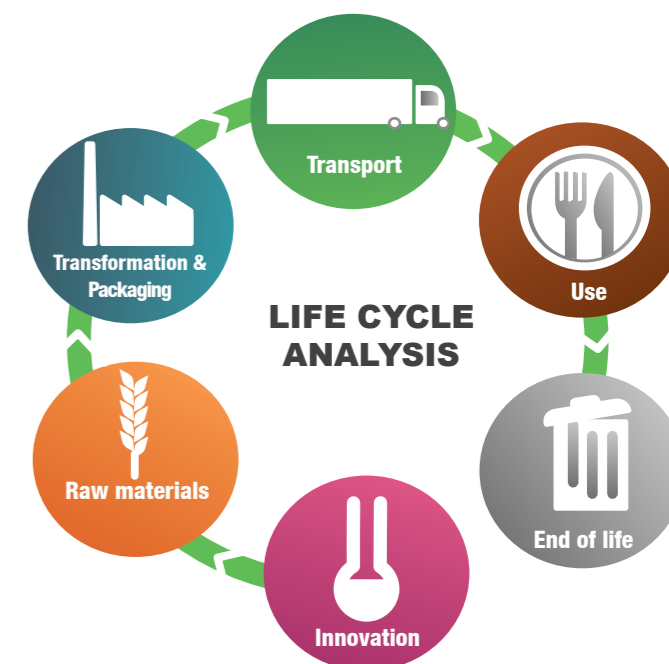 Transport
Transformation &
Packaging
Use
LIFE CYCLE
ANALYSIS
Raw materials
End of life
Innovation